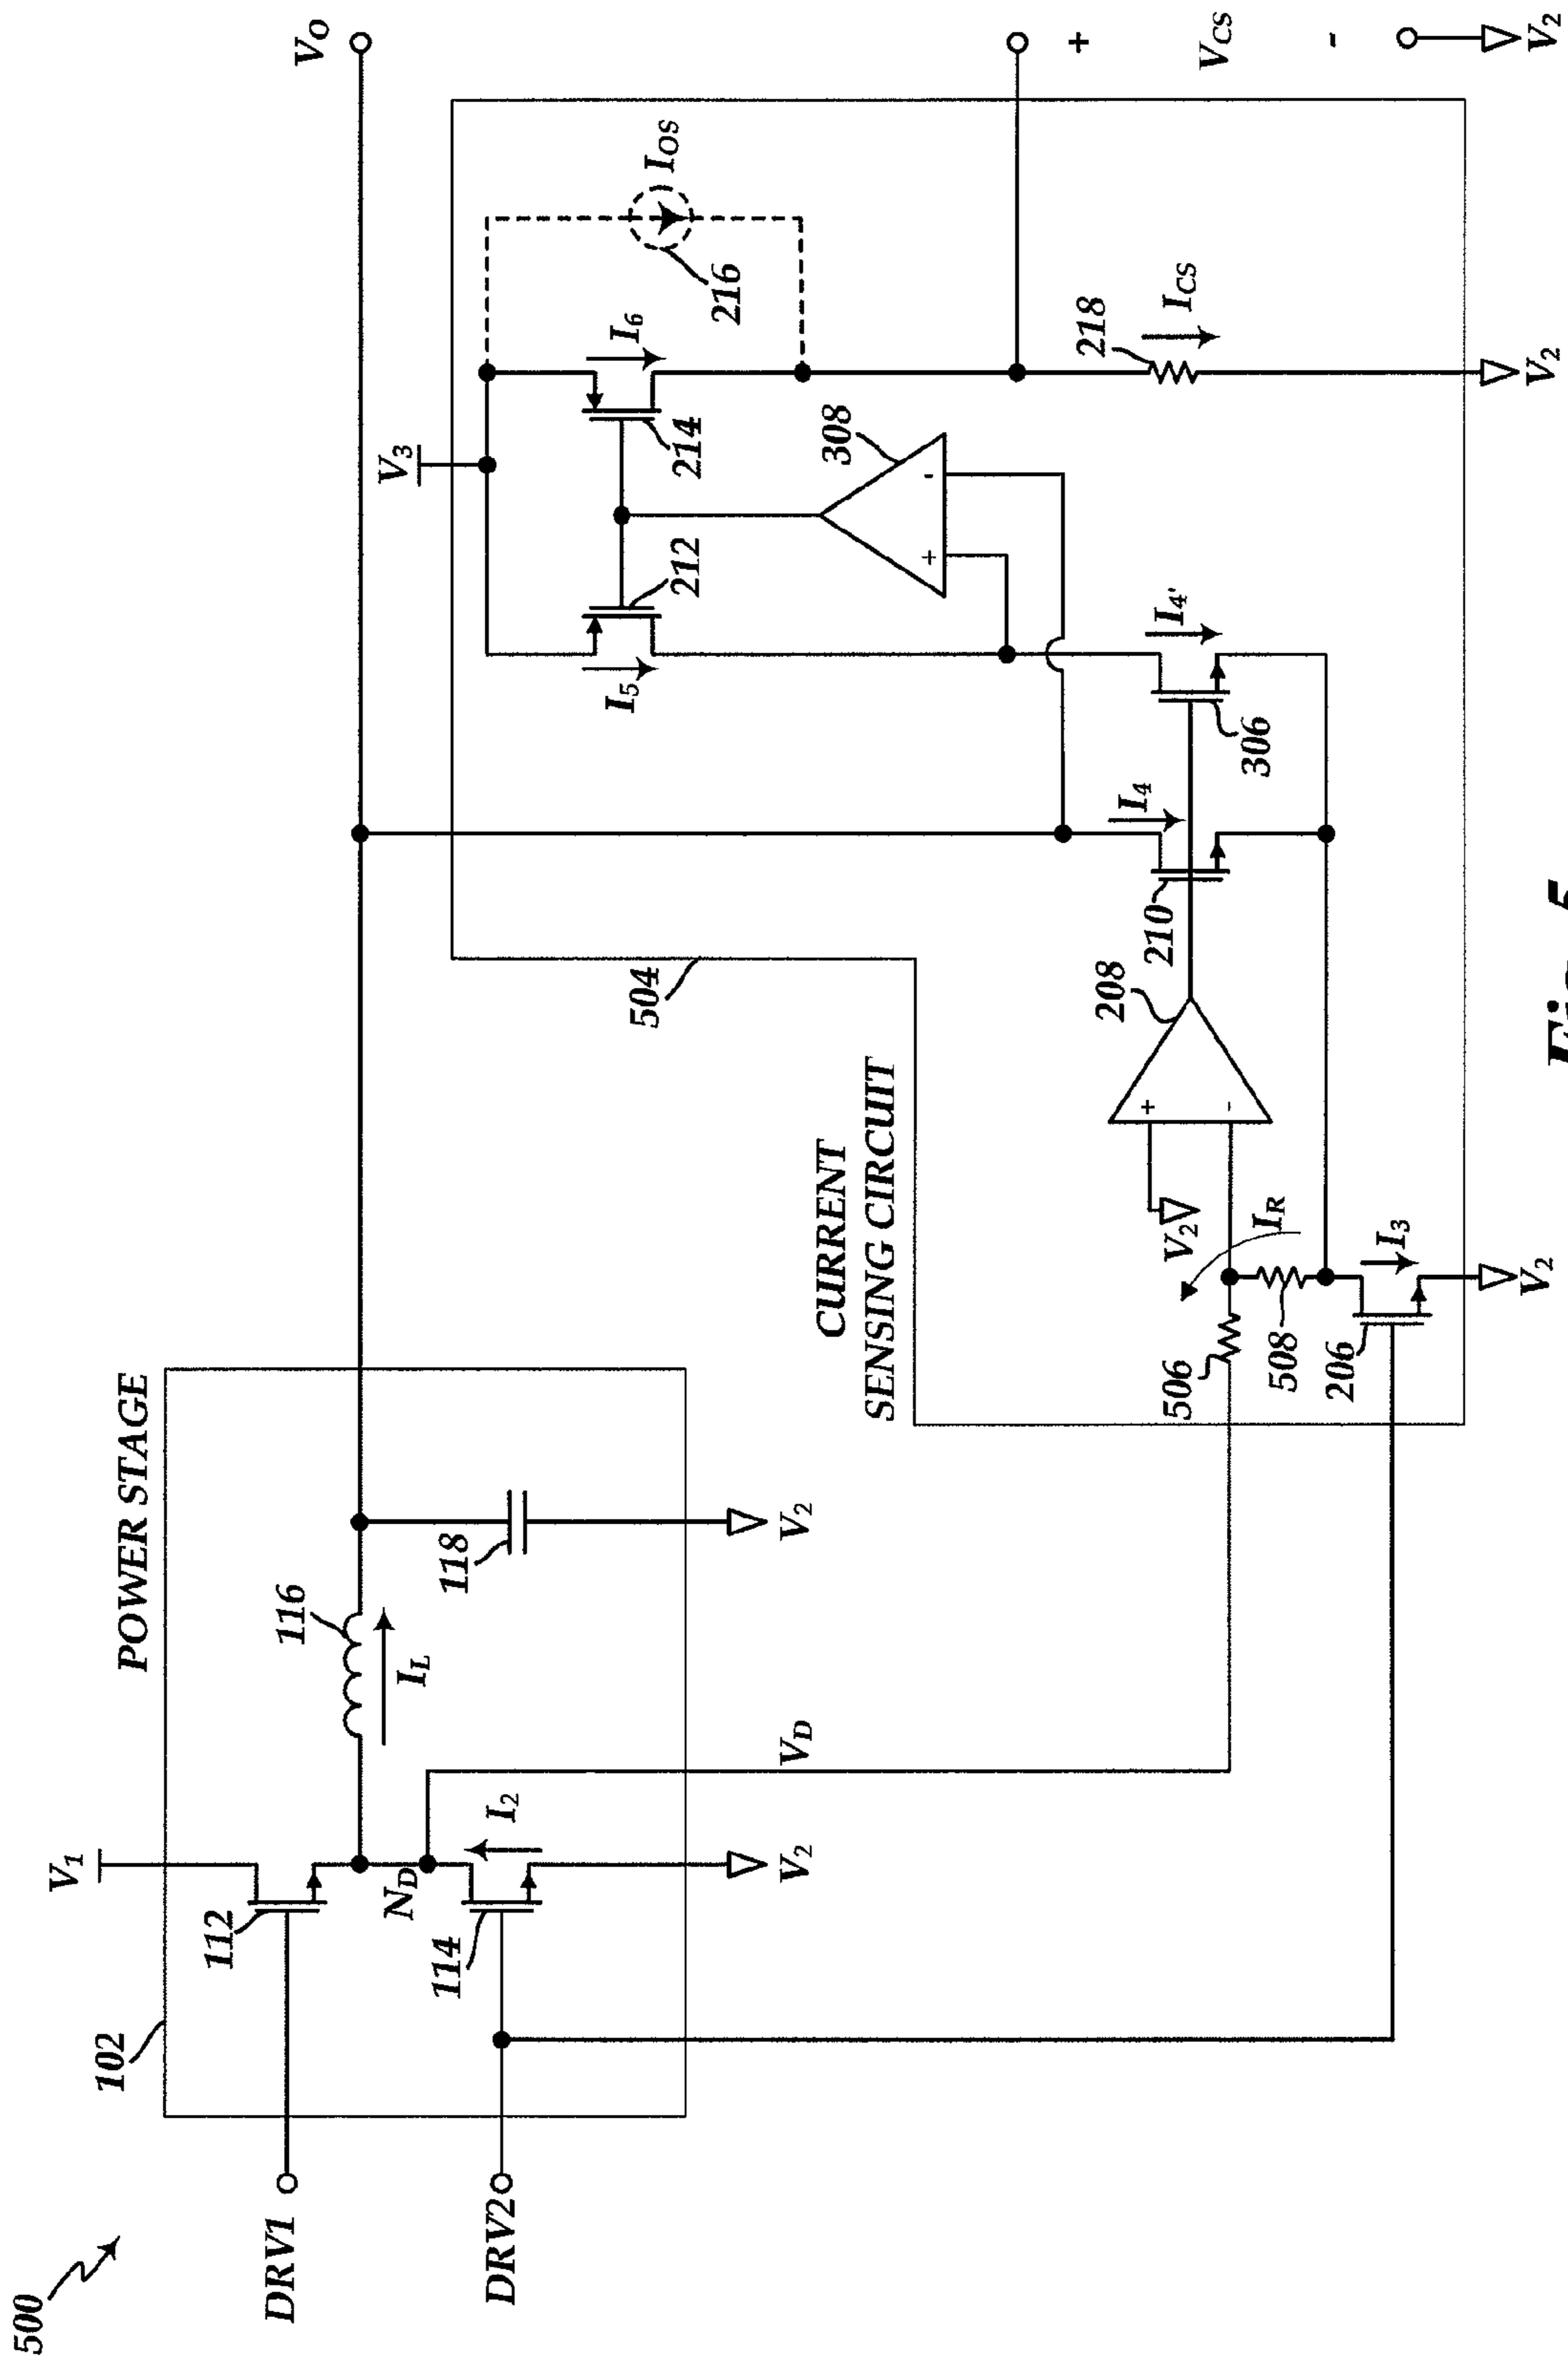 500
102
POWER STAGE
V1
112
DRV1
ND
114
I2
DRV2
116
IL
118
V2
V2
VD
VO
CURRENT
SENSING CIRCUIT
504
V3
I5
212
214
I6
216
IOS
308
+
-
208
+
-
V2
210
I4
306
I4'
218
ICS
506
508
IR
206
I3
V2
V2
+
VCS
-
V2
Fig. 5